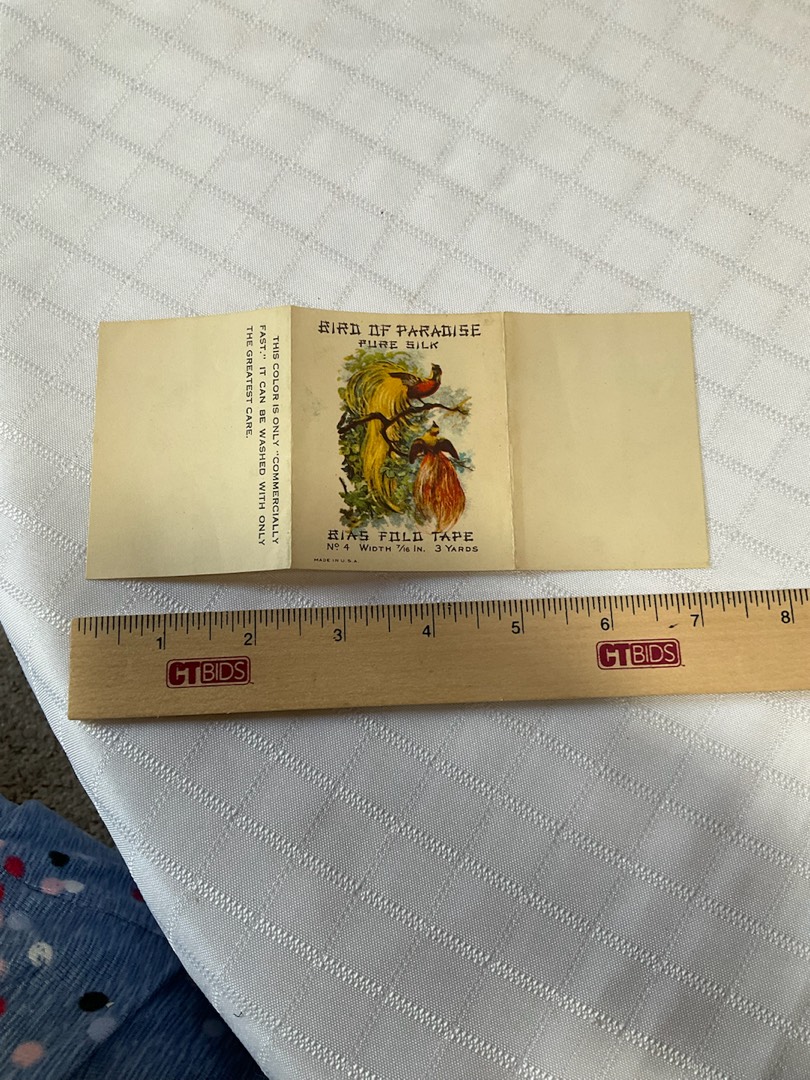 THIS COLOR IS ONLY "COMMERCIALLY
FAST," IT CAN BE WASHED WITH ONLY
THE GREATEST CARE.
BIRD OF PARADISE
PURE SILK
BIAS FOLD TAPE
Nº 4 WIDTH 7/16 IN. 3 YARDS
MADE IN U.S.A
1 2 3 4 5 6 7 8
CTBIDS CTBIDS